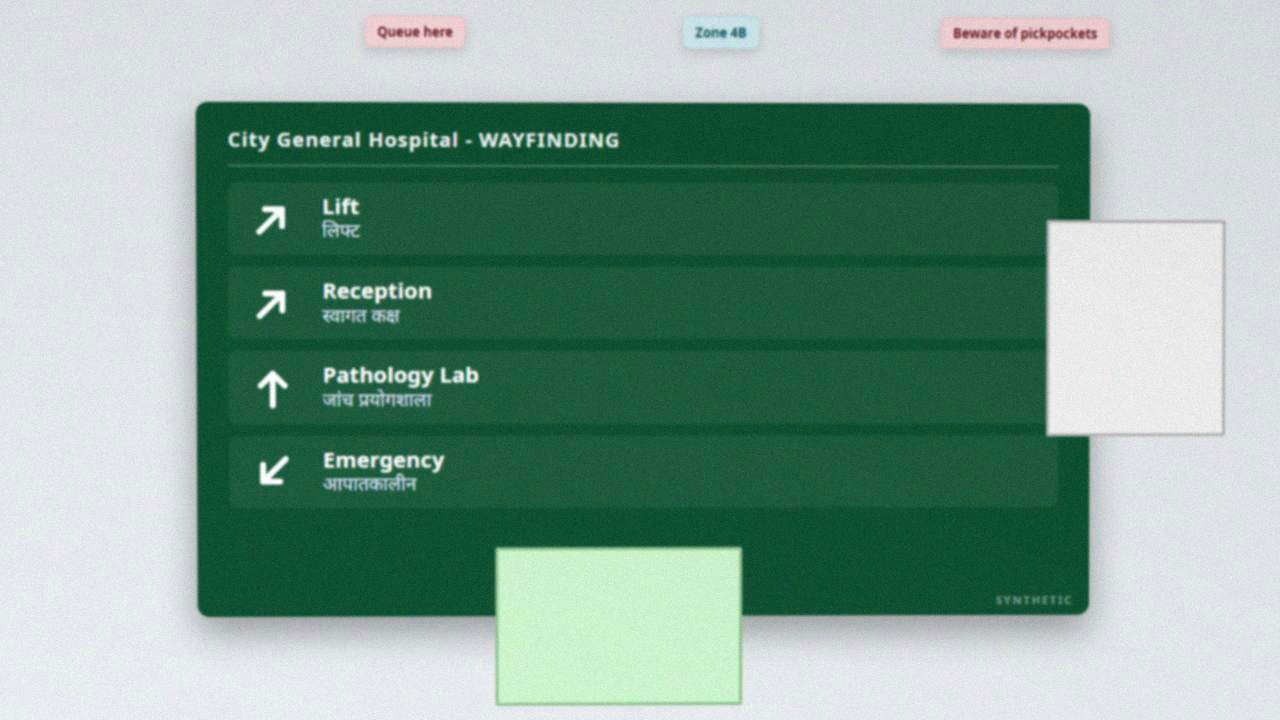 Queue here
Zone 4B
Beware of pickpockets
City General Hospital - WAYFINDING
Lift
लिफ्ट
Reception
स्वागत कक्ष
Pathology Lab
जांच प्रयोगशाला
Emergency
आपातकालीन
SYNTHETIC